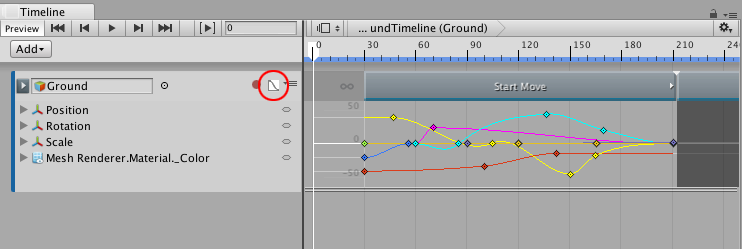 Timeline
Preview
0
... undTimeline (Ground)
Add
0 30 60 90 120 150 180 210 240
Ground
Start Move
Position
50
Rotation
0
Scale
Mesh Renderer.Material._Color
-50